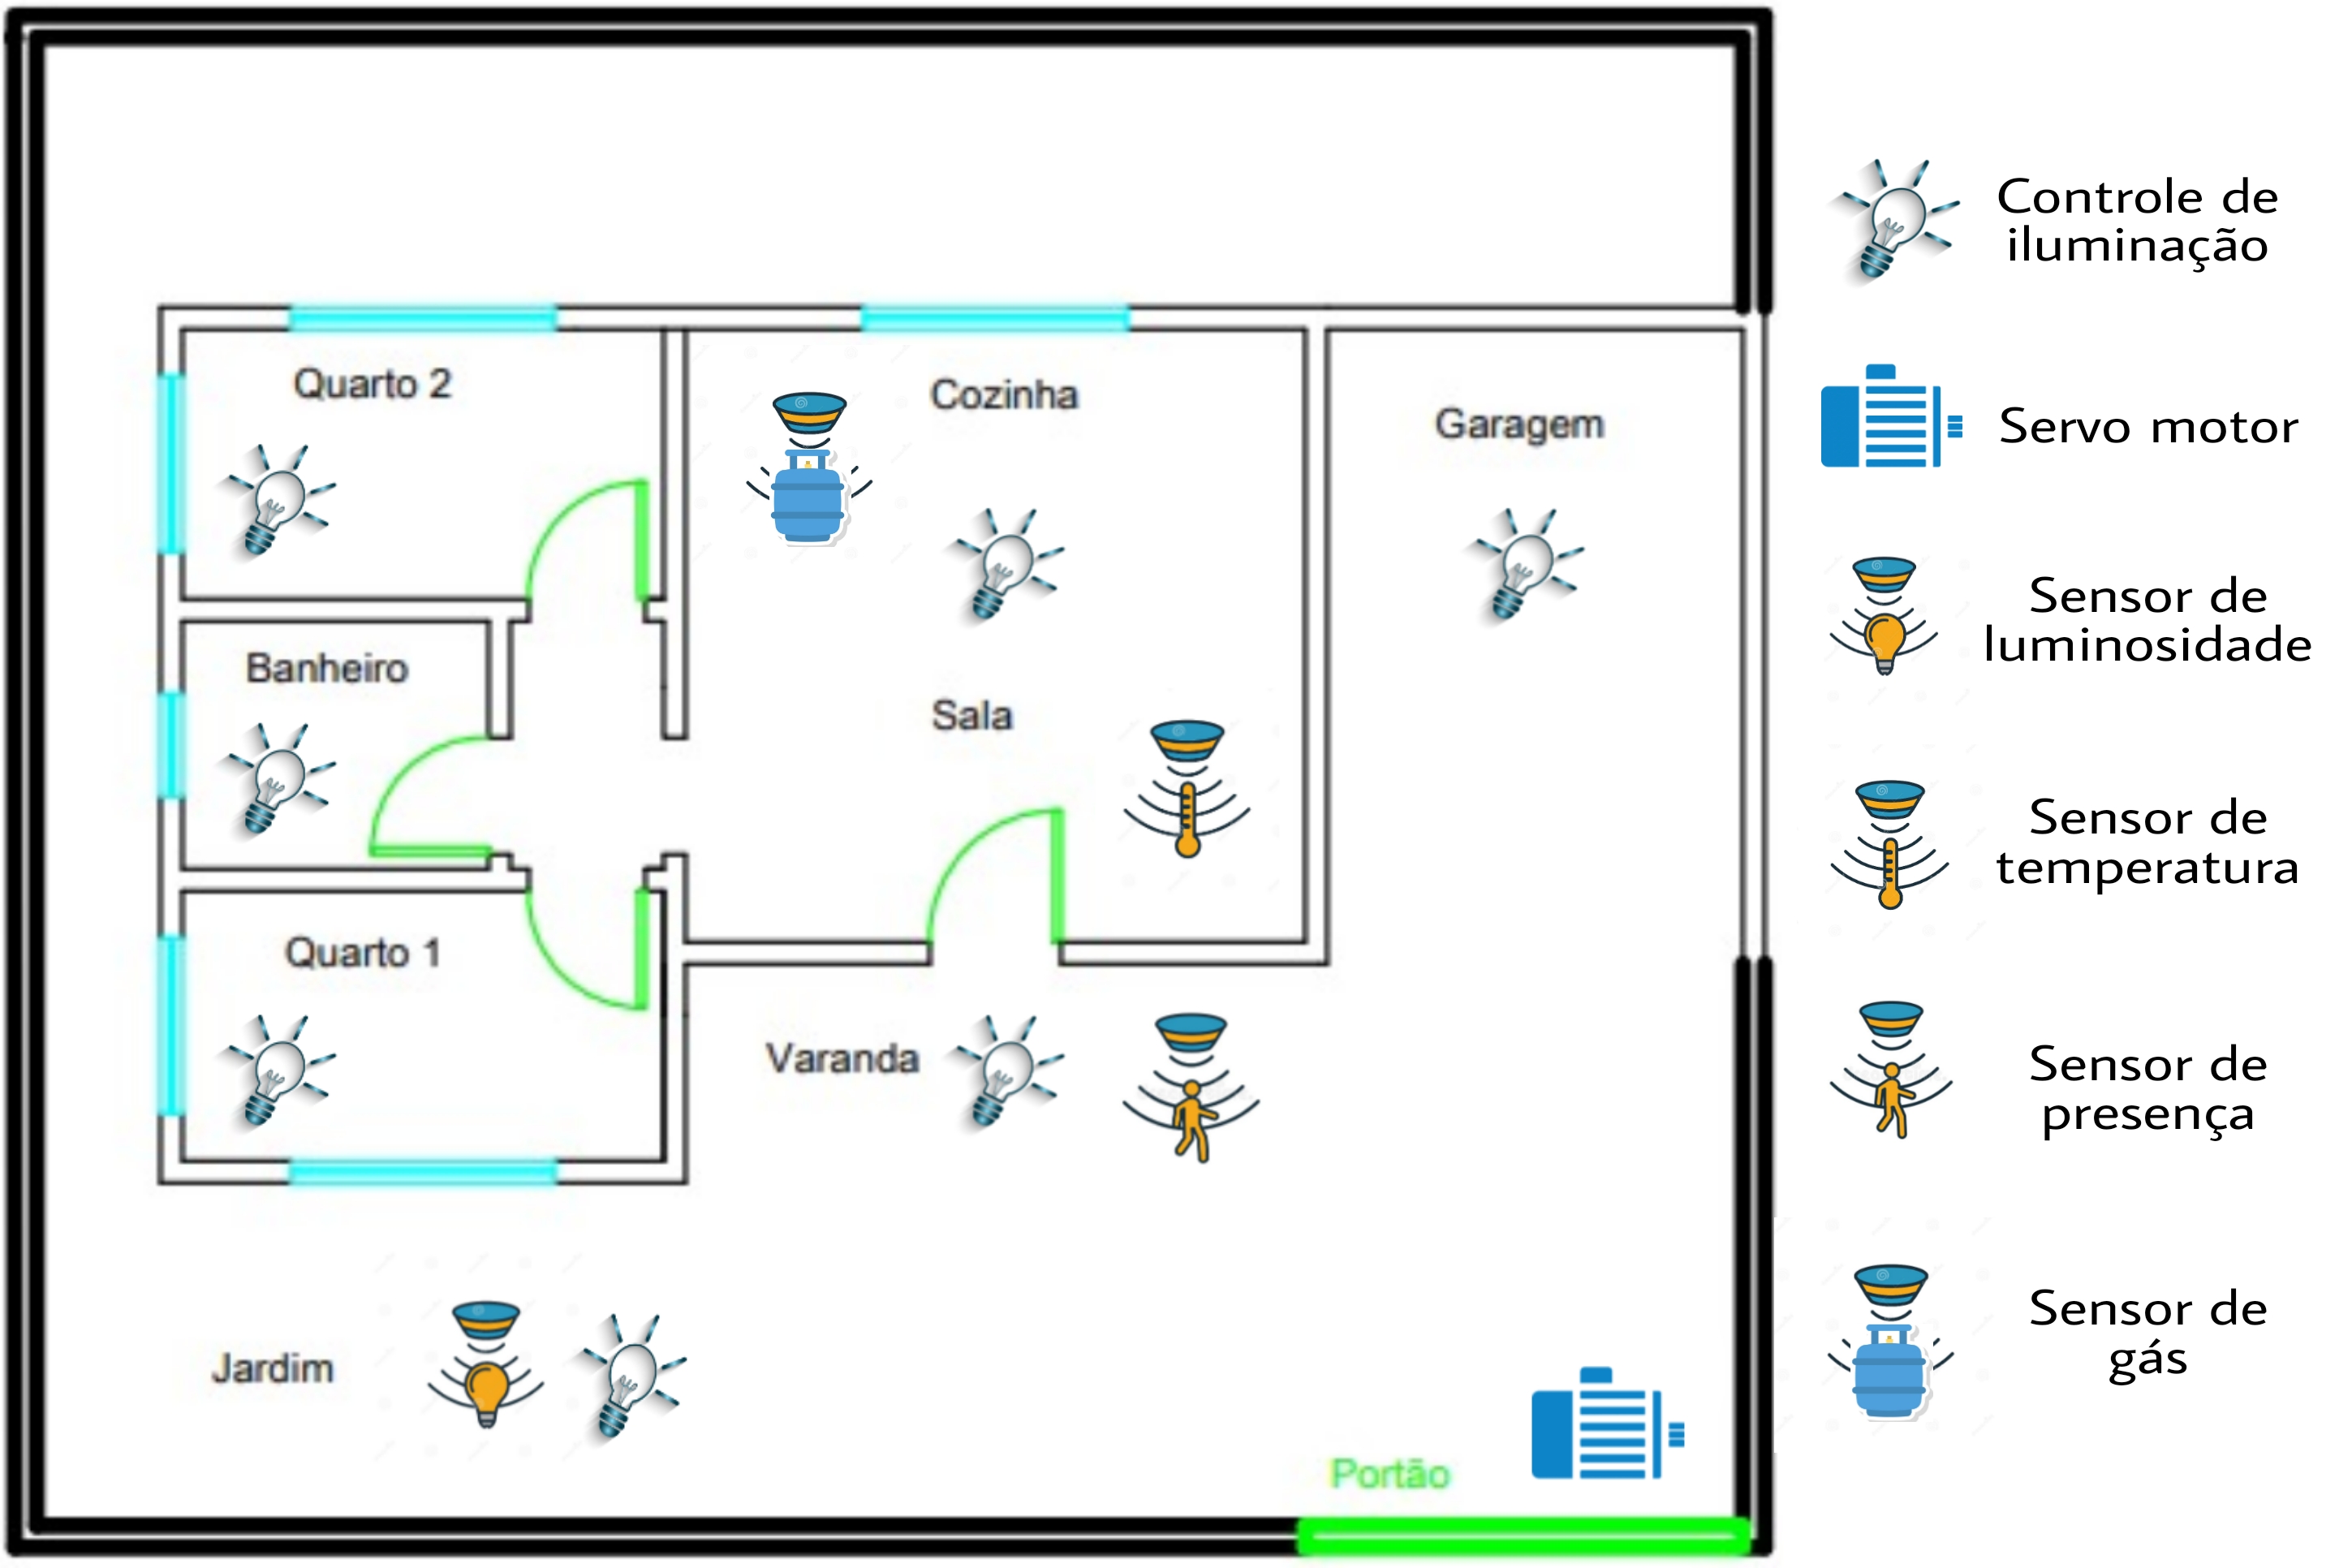 Quarto 2
Cozinha
Garagem
Banheiro
Sala
Quarto 1
Varanda
Jardim
Portão
Controle de
iluminação
Servo motor
Sensor de
luminosidade
Sensor de
temperatura
Sensor de
presença
Sensor de
gás